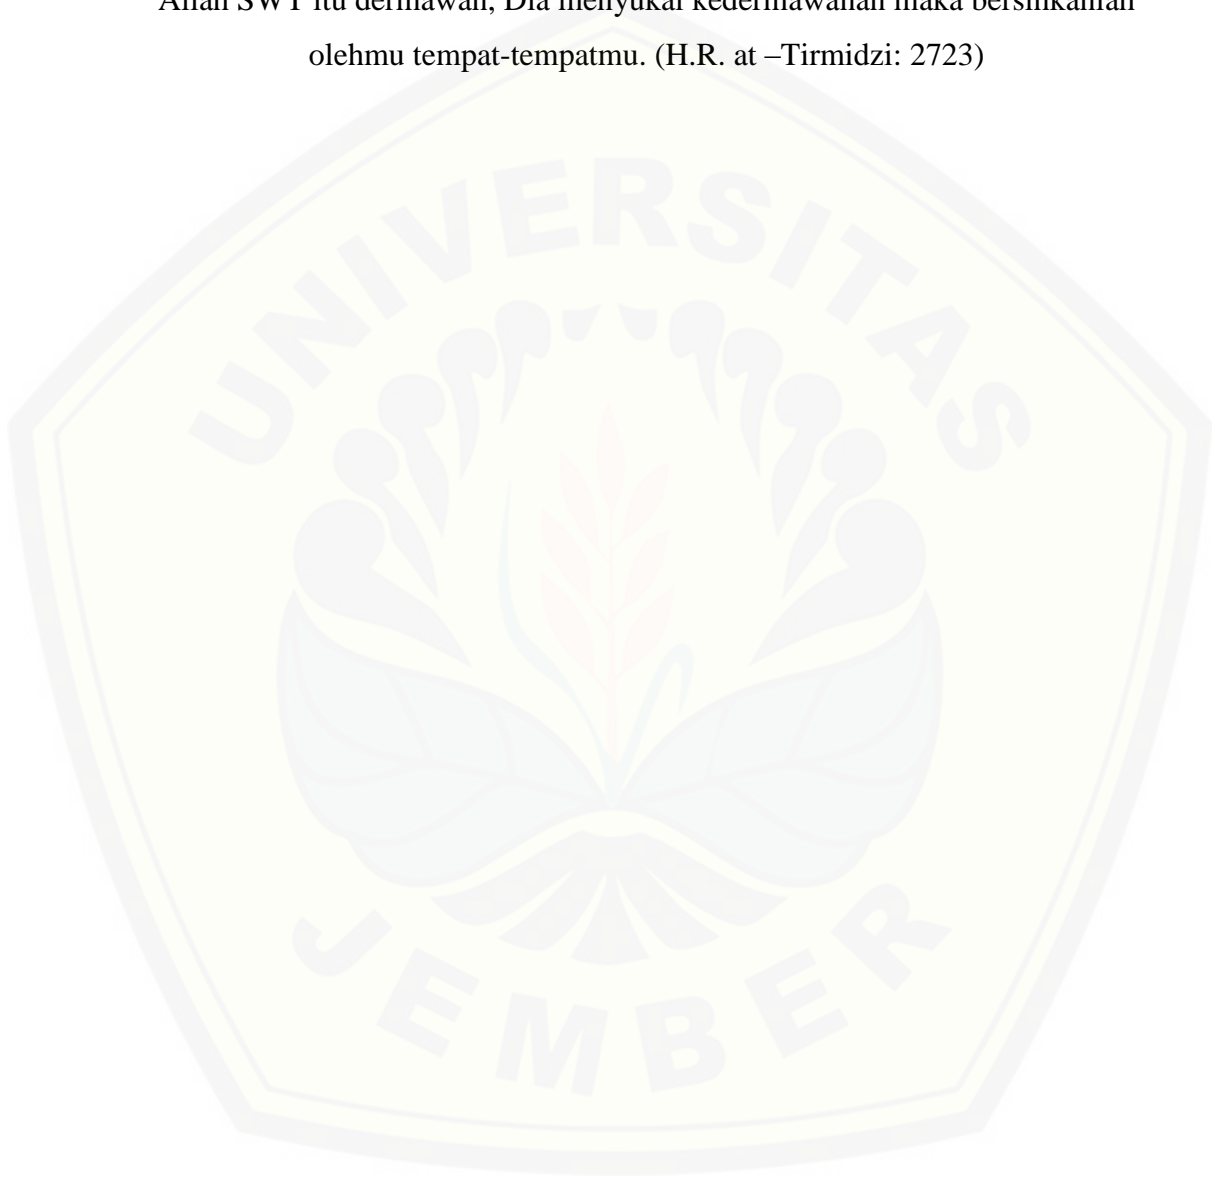 Allah SWT itu dermawan, Dia menyukai kedermawanan maka bersihkanlah
olehmu tempat-tempatmu. (H.R. at –Tirmidzi: 2723)
UNIVERSITAS
JEMBER